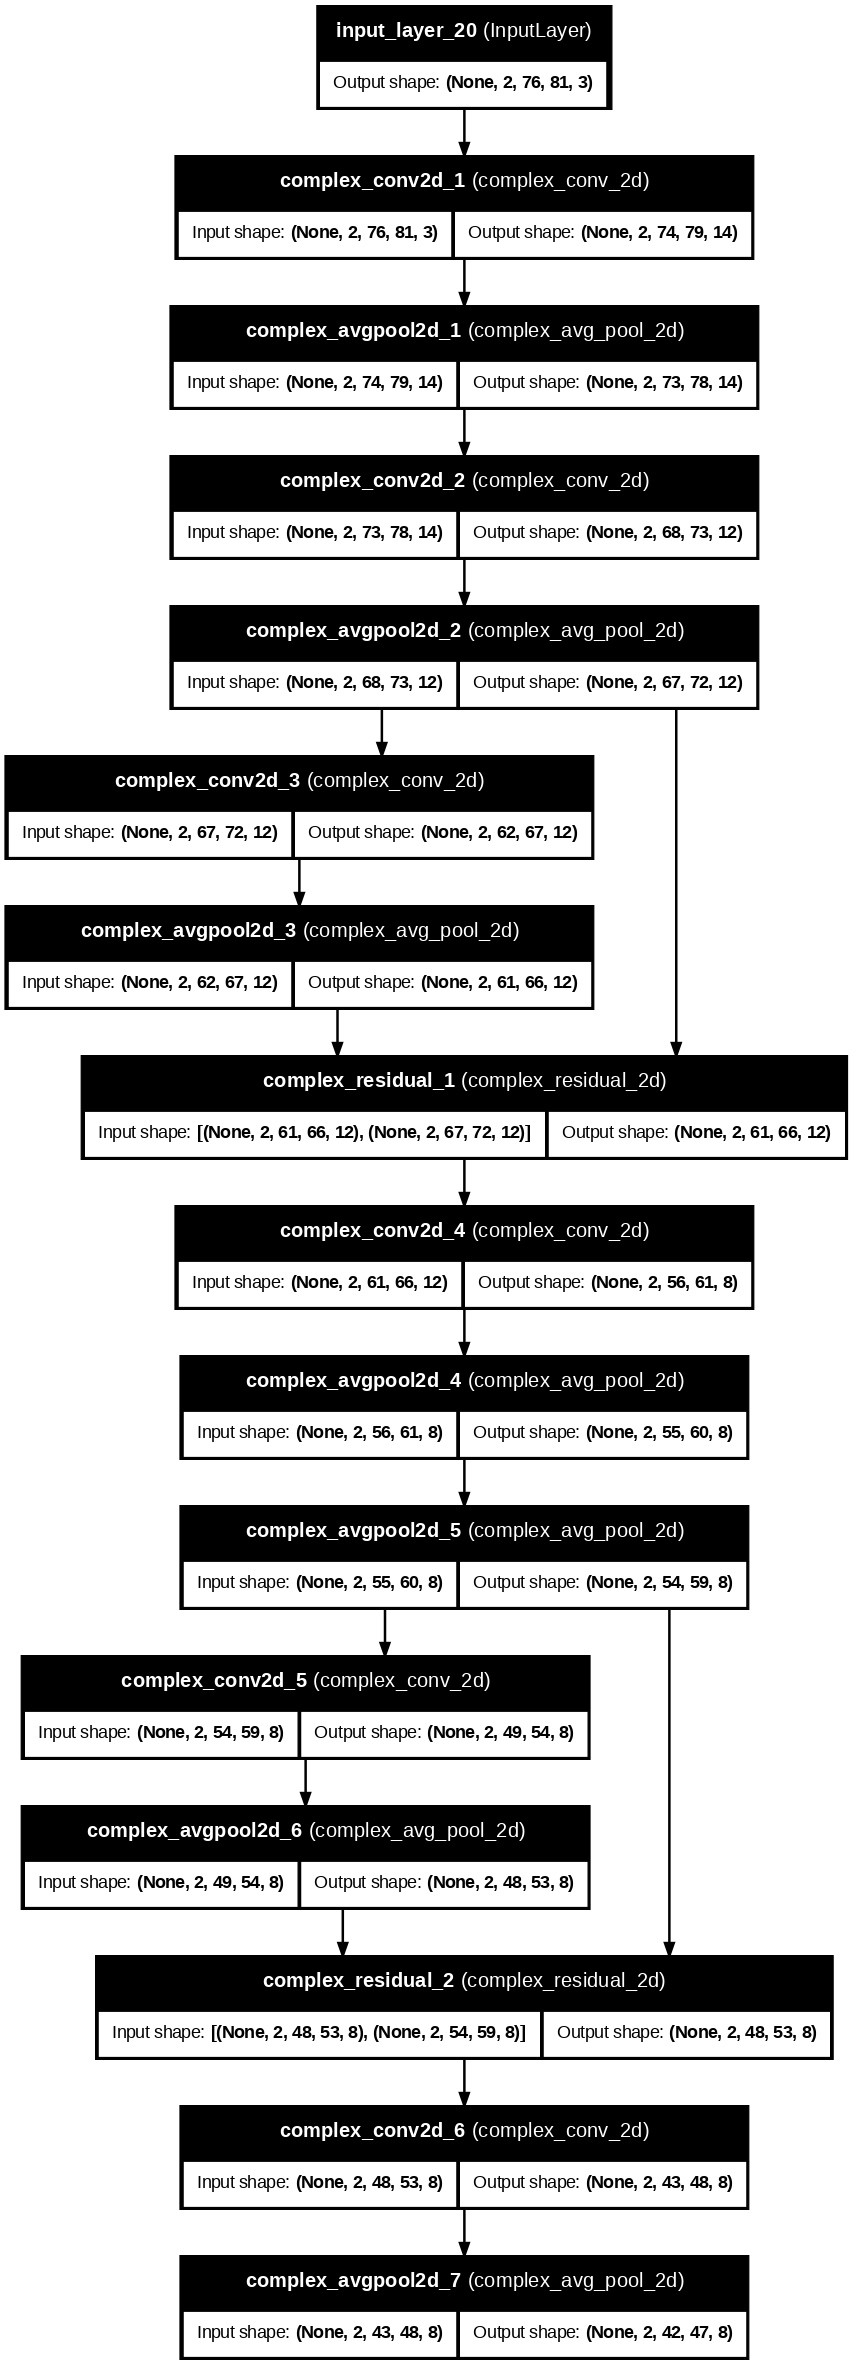 input_layer_20 (InputLayer)
Output shape: (None, 2, 76, 81, 3)
complex_conv2d_1 (complex_conv_2d)
Input shape: (None, 2, 76, 81, 3) Output shape: (None, 2, 74, 79, 14)
complex_avgpool2d_1 (complex_avg_pool_2d)
Input shape: (None, 2, 74, 79, 14) Output shape: (None, 2, 73, 78, 14)
complex_conv2d_2 (complex_conv_2d)
Input shape: (None, 2, 73, 78, 14) Output shape: (None, 2, 68, 73, 12)
complex_avgpool2d_2 (complex_avg_pool_2d)
Input shape: (None, 2, 68, 73, 12) Output shape: (None, 2, 67, 72, 12)
complex_conv2d_3 (complex_conv_2d)
Input shape: (None, 2, 67, 72, 12) Output shape: (None, 2, 62, 67, 12)
complex_avgpool2d_3 (complex_avg_pool_2d)
Input shape: (None, 2, 62, 67, 12) Output shape: (None, 2, 61, 66, 12)
complex_residual_1 (complex_residual_2d)
Input shape: [(None, 2, 61, 66, 12), (None, 2, 67, 72, 12)] Output shape: (None, 2, 61, 66, 12)
complex_conv2d_4 (complex_conv_2d)
Input shape: (None, 2, 61, 66, 12) Output shape: (None, 2, 56, 61, 8)
complex_avgpool2d_4 (complex_avg_pool_2d)
Input shape: (None, 2, 56, 61, 8) Output shape: (None, 2, 55, 60, 8)
complex_avgpool2d_5 (complex_avg_pool_2d)
Input shape: (None, 2, 55, 60, 8) Output shape: (None, 2, 54, 59, 8)
complex_conv2d_5 (complex_conv_2d)
Input shape: (None, 2, 54, 59, 8) Output shape: (None, 2, 49, 54, 8)
complex_avgpool2d_6 (complex_avg_pool_2d)
Input shape: (None, 2, 49, 54, 8) Output shape: (None, 2, 48, 53, 8)
complex_residual_2 (complex_residual_2d)
Input shape: [(None, 2, 48, 53, 8), (None, 2, 54, 59, 8)] Output shape: (None, 2, 48, 53, 8)
complex_conv2d_6 (complex_conv_2d)
Input shape: (None, 2, 48, 53, 8) Output shape: (None, 2, 43, 48, 8)
complex_avgpool2d_7 (complex_avg_pool_2d)
Input shape: (None, 2, 43, 48, 8) Output shape: (None, 2, 42, 47, 8)